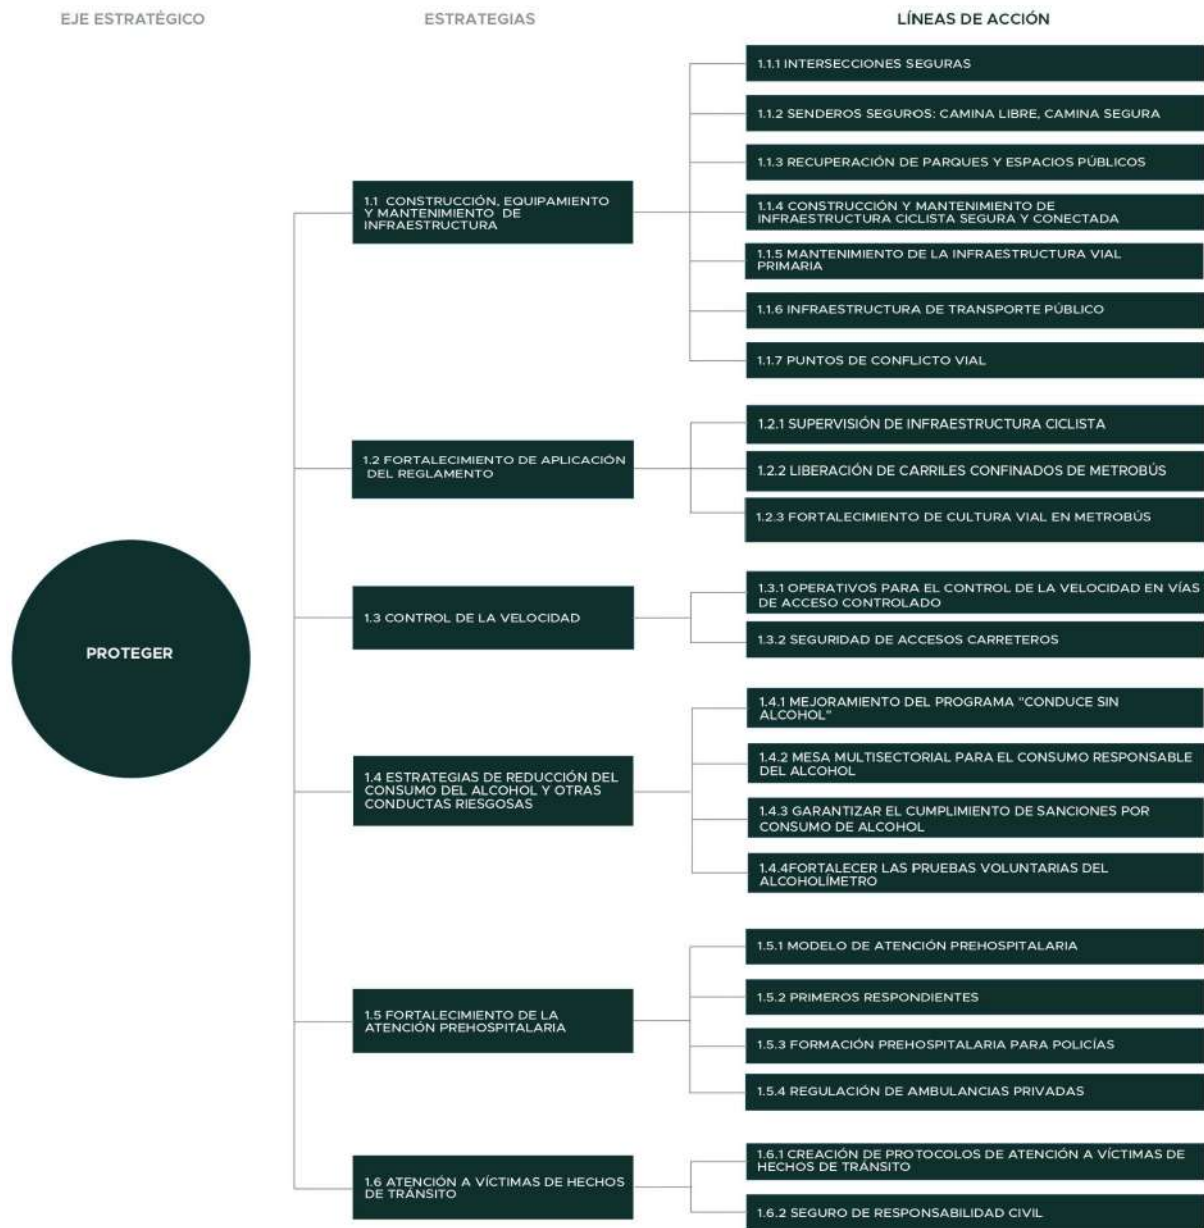 EJE ESTRATÉGICO
ESTRATEGIAS
LÍNEAS DE ACCIÓN
PROTEGER
1.1 CONSTRUCCIÓN, EQUIPAMIENTO
Y MANTENIMIENTO DE
INFRAESTRUCTURA
1.1.1 INTERSECCIONES SEGURAS
1.1.2 SENDEROS SEGUROS: CAMINA LIBRE, CAMINA SEGURA
1.1.3 RECUPERACIÓN DE PARQUES Y ESPACIOS PÚBLICOS
1.1.4 CONSTRUCCIÓN Y MANTENIMIENTO DE
INFRAESTRUCTURA CICLISTA SEGURA Y CONECTADA
1.1.5 MANTENIMIENTO DE LA INFRAESTRUCTURA VIAL
PRIMARIA
1.1.6 INFRAESTRUCTURA DE TRANSPORTE PÚBLICO
1.1.7 PUNTOS DE CONFLICTO VIAL
1.2 FORTALECIMIENTO DE APLICACIÓN
DEL REGLAMENTO
1.2.1 SUPERVISIÓN DE INFRAESTRUCTURA CICLISTA
1.2.2 LIBERACIÓN DE CARRILES CONFINADOS DE METROBÚS
1.2.3 FORTALECIMIENTO DE CULTURA VIAL EN METROBÚS
1.3 CONTROL DE LA VELOCIDAD
1.3.1 OPERATIVOS PARA EL CONTROL DE LA VELOCIDAD EN VÍAS
DE ACCESO CONTROLADO
1.3.2 SEGURIDAD DE ACCESOS CARRETEROS
1.4 ESTRATEGIAS DE REDUCCIÓN DEL
CONSUMO DEL ALCOHOL Y OTRAS
CONDUCTAS RIESGOSAS
1.4.1 MEJORAMIENTO DEL PROGRAMA "CONDUCE SIN
ALCOHOL"
1.4.2 MESA MULTISECTORIAL PARA EL CONSUMO RESPONSABLE
DEL ALCOHOL
1.4.3 GARANTIZAR EL CUMPLIMIENTO DE SANCIONES POR
CONSUMO DE ALCOHOL
1.4.4FORTALECER LAS PRUEBAS VOLUNTARIAS DEL
ALCOHOLÍMETRO
1.5 FORTALECIMIENTO DE LA
ATENCIÓN PREHOSPITALARIA
1.5.1 MODELO DE ATENCIÓN PREHOSPITALARIA
1.5.2 PRIMEROS RESPONDIENTES
1.5.3 FORMACIÓN PREHOSPITALARIA PARA POLICÍAS
1.5.4 REGULACIÓN DE AMBULANCIAS PRIVADAS
1.6 ATENCIÓN A VÍCTIMAS DE HECHOS
DE TRÁNSITO
1.6.1 CREACIÓN DE PROTOCOLOS DE ATENCIÓN A VÍCTIMAS DE
HECHOS DE TRÁNSITO
1.6.2 SEGURO DE RESPONSABILIDAD CIVIL